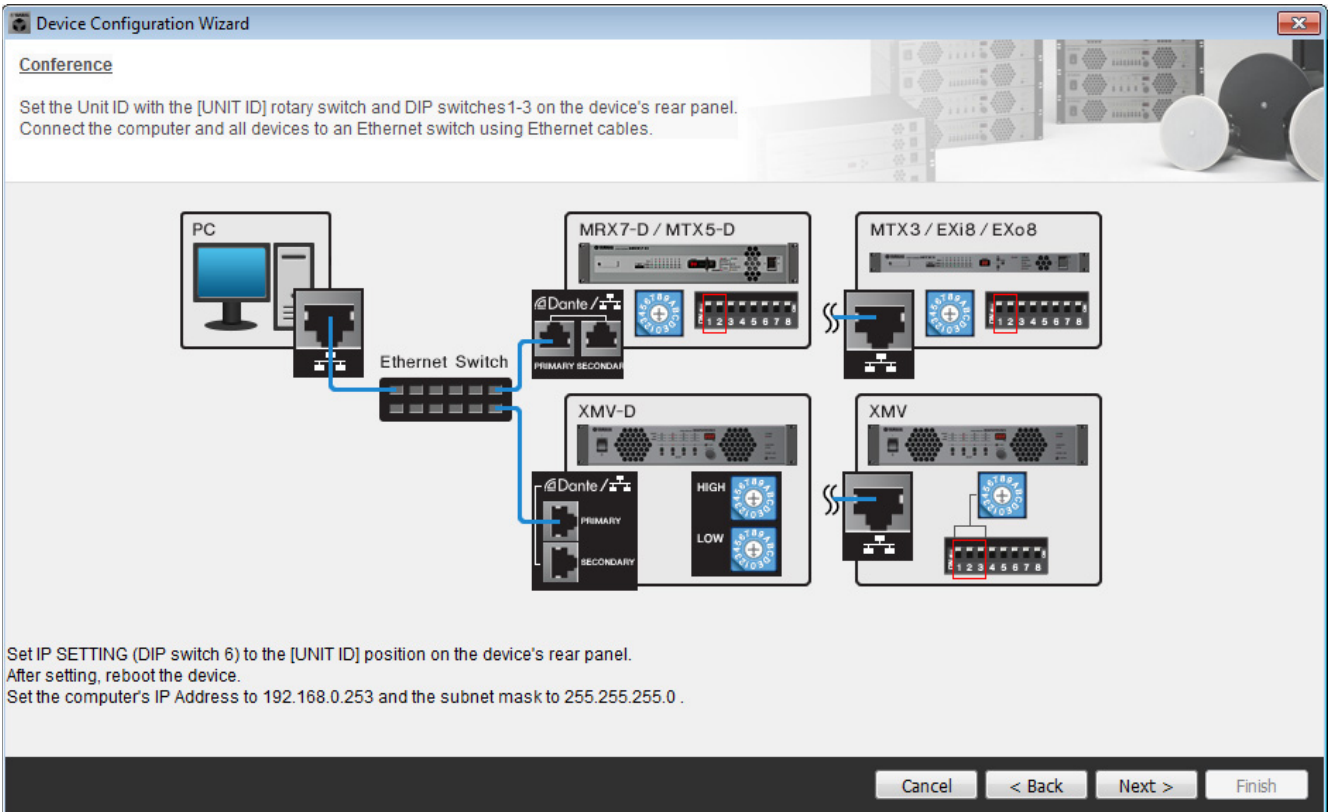 Device Configuration Wizard
Conference
Set the Unit ID with the [UNIT ID] rotary switch and DIP switches1-3 on the device's rear panel.
Connect the computer and all devices to an Ethernet switch using Ethernet cables.
PC
MRX7-D / MTX5-D
MTX3 / EXi8 / EXo8
Dante /
1 2 3 4 5 6 7 8
1 2 3 4 5 6 7 8
Ethernet Switch
PRIMARY SECONDAR
XMV-D
XMV
Dante /
HIGH
PRIMARY
LOW
SECONDARY
1 2 3 4 5 6 7 8
Set IP SETTING (DIP switch 6) to the [UNIT ID] position on the device's rear panel.
After setting, reboot the device.
Set the computer's IP Address to 192.168.0.253 and the subnet mask to 255.255.255.0 .
Cancel
< Back
Next >
Finish